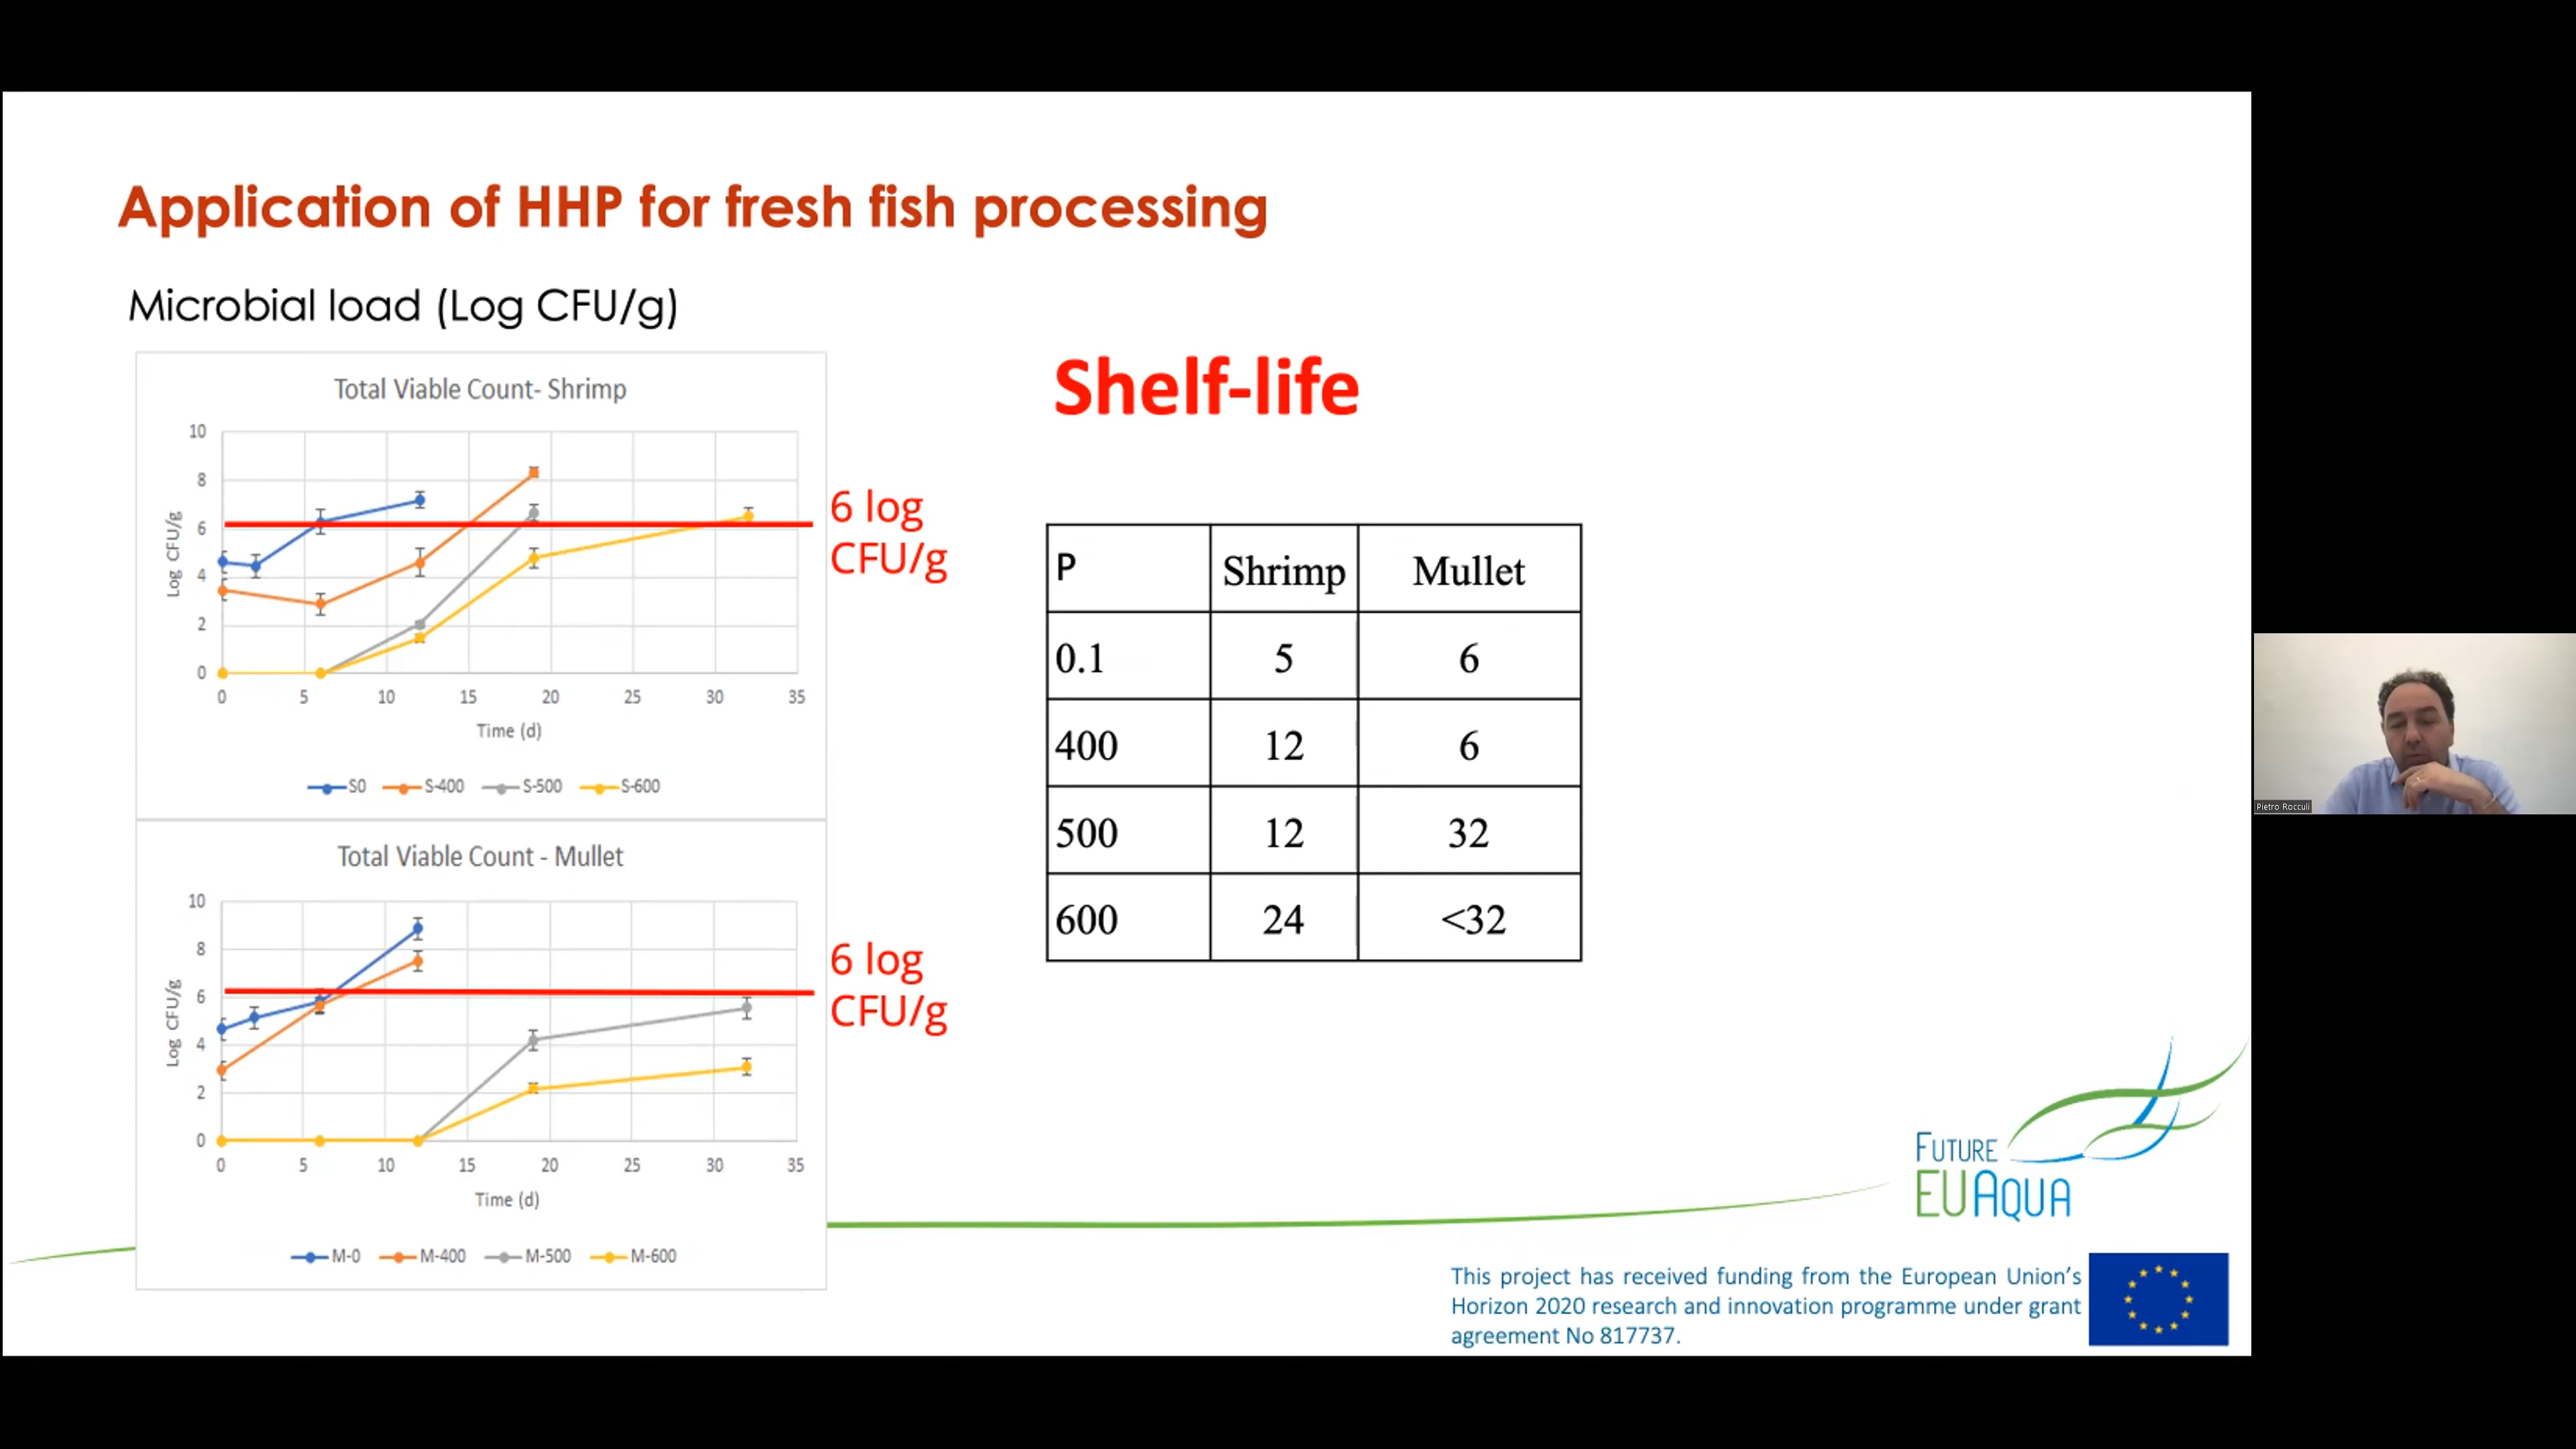 Application of HHP for fresh fish processing
Microbial load (Log CFU/g)
Total Viable Count- Shrimp
10
8
6
4
2
0
Log CFU/g
0 5 10 15 20 25 30 35
Time (d)
S0 S-400 S-500 S-600
6 log
CFU/g
Total Viable Count - Mullet
10
8
6
4
2
0
Log CFU/g
0 5 10 15 20 25 30 35
Time (d)
M-0 M-400 M-500 M-600
6 log
CFU/g
Shelf-life
P Shrimp Mullet
0.1 5 6
400 12 6
500 12 32
600 24 <32
Pietro Rocculi
FUTURE
EUAQUA
This project has received funding from the European Union's
Horizon 2020 research and innovation programme under grant
agreement No 817737.